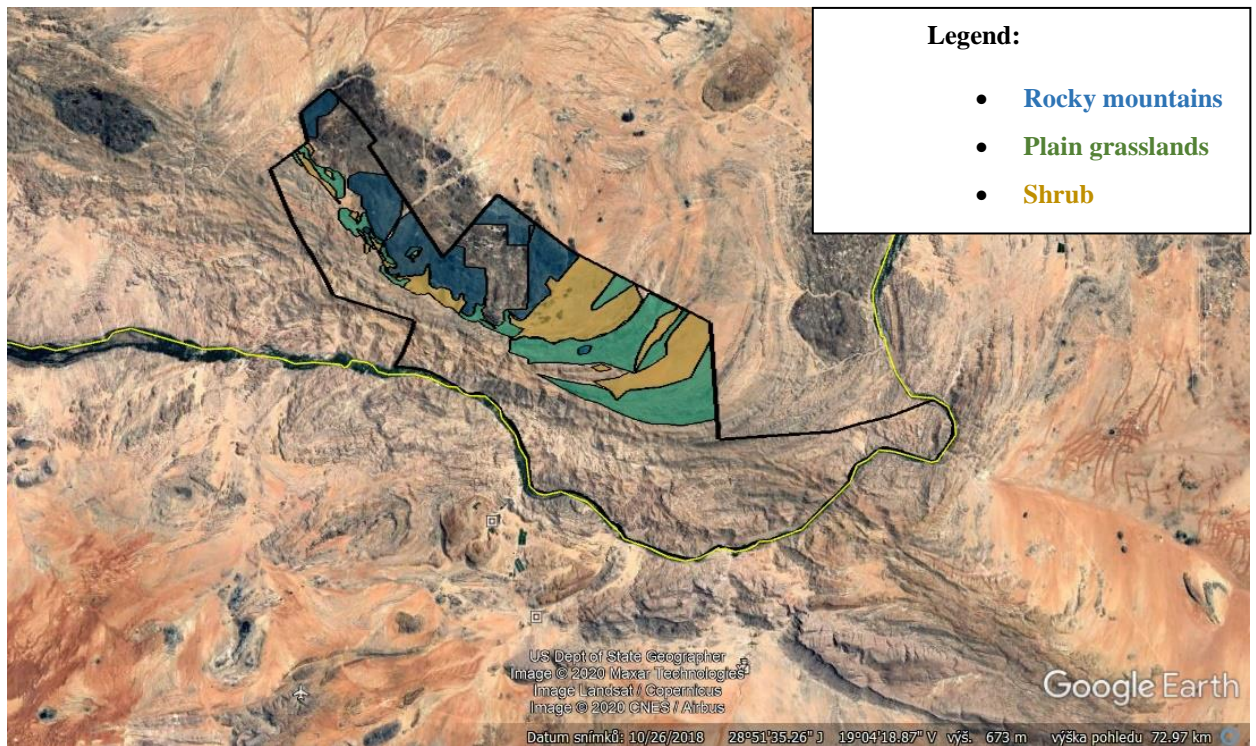 Legend:
• Rocky mountains
• Plain grasslands
• Shrub
US Dept of State Geographer
Image © 2020 Maxar Technologies
Image Landsat / Copernicus
Image © 2020 CNES / Airbus
Google Earth
Datum snímků: 10/26/2018 28°51'35.26" J 19°04'18.87" V výš. 673 m výška pohledu 72.97 km